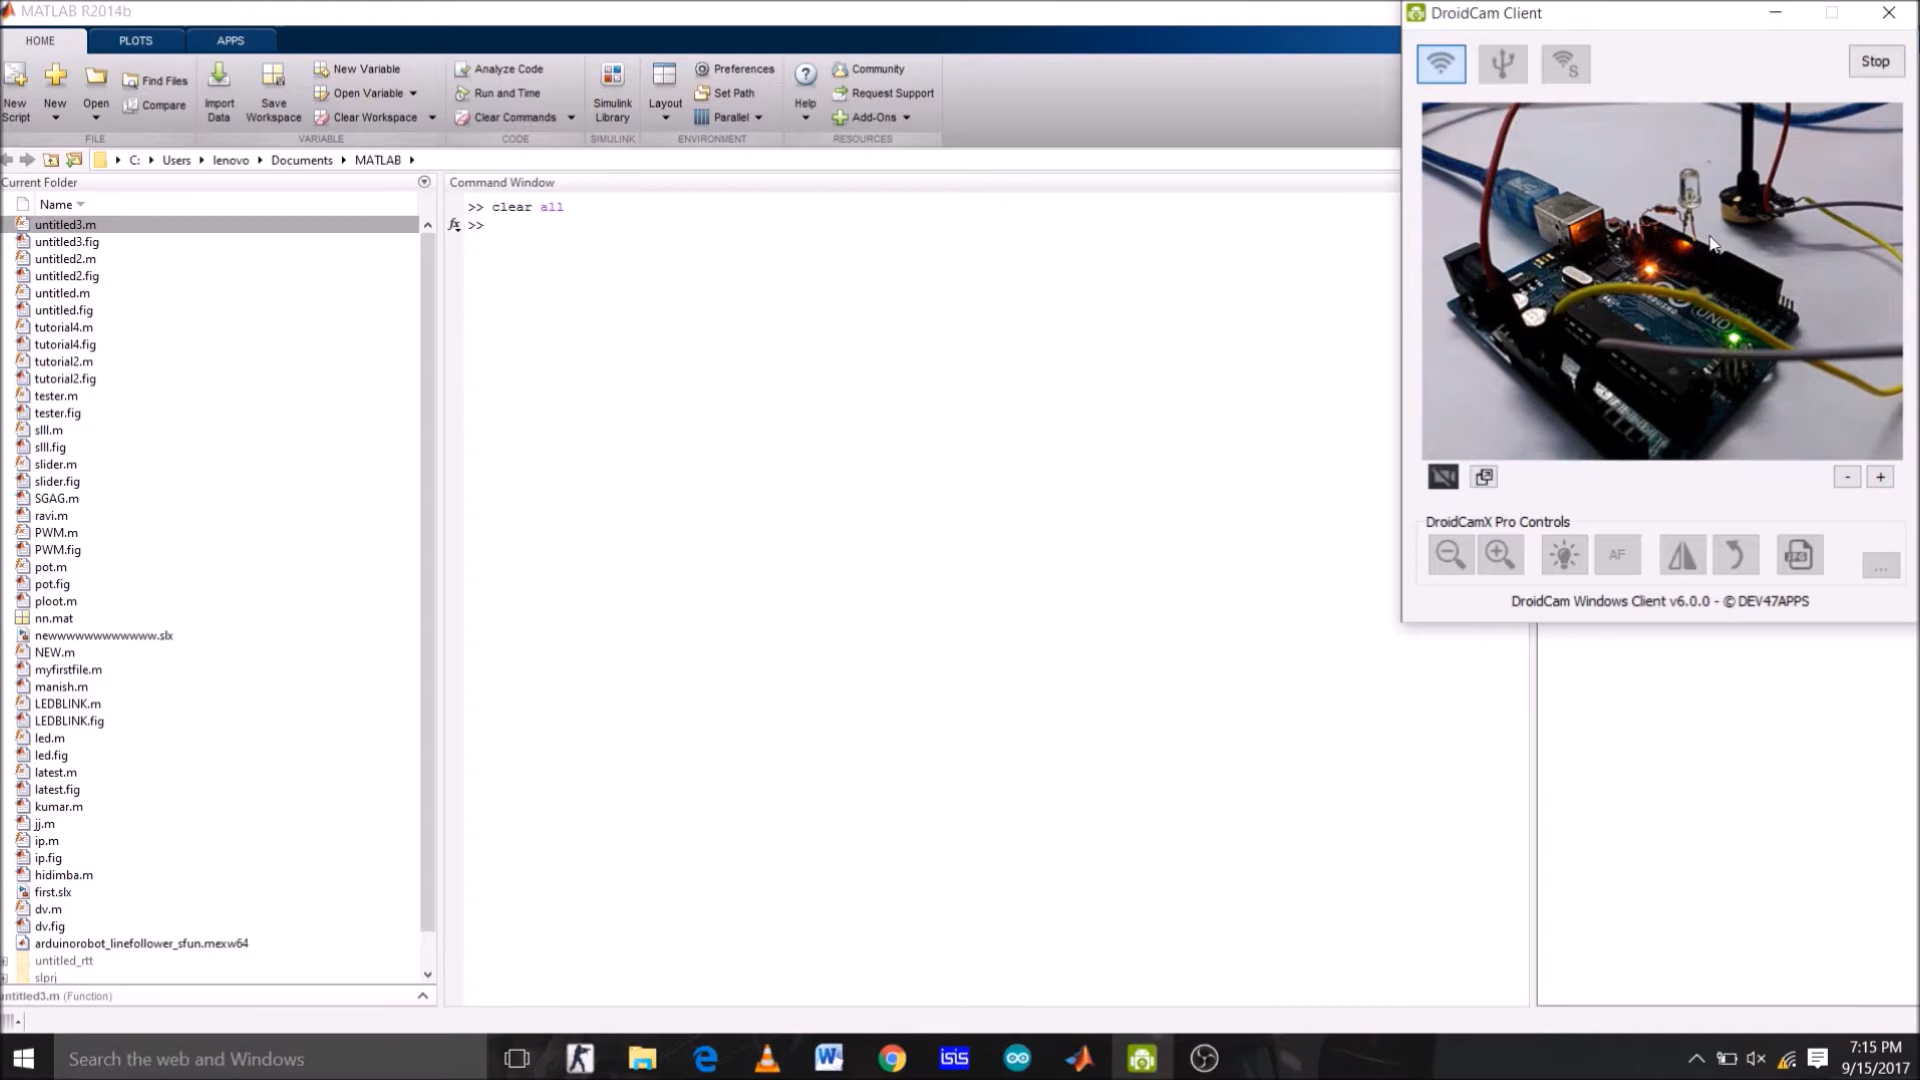 MATLAB R2014b
HOME
PLOTS
APPS
New Script
New
Open
Find Files
Compare
FILE
Import Data
Save Workspace
New Variable
Open Variable
Clear Workspace
VARIABLE
Analyze Code
Run and Time
Clear Commands
CODE
Simulink Library
SIMULINK
Layout
Preferences
Set Path
Parallel
ENVIRONMENT
Help
Community
Request Support
Add-Ons
RESOURCES
C: Users lenovo Documents MATLAB
Current Folder
Name
untitled3.m
untitled3.fig
untitled2.m
untitled2.fig
untitled.m
untitled.fig
tutorial4.m
tutorial4.fig
tutorial2.m
tutorial2.fig
tester.m
tester.fig
slll.m
slll.fig
slider.m
slider.fig
SGAG.m
ravi.m
PWM.m
PWM.fig
pot.m
pot.fig
ploot.m
nn.mat
newwwwwwwwwwwww.slx
NEW.m
myfirstfile.m
manish.m
LEDBLINK.m
LEDBLINK.fig
led.m
led.fig
latest.m
latest.fig
kumar.m
jj.m
ip.m
ip.fig
hidimba.m
first.slx
dv.m
dv.fig
arduinorobot_linefollower_sfun.mexw64
untitled_rtt
slprj
untitled3.m (Function)
Command Window
>> clear all
fx >>
DroidCam Client
S
Stop
UNO
- +
DroidCamX Pro Controls
AF
JPG
...
DroidCam Windows Client v6.0.0 - © DEV47APPS
Search the web and Windows
W
isis
7:15 PM
9/15/2017